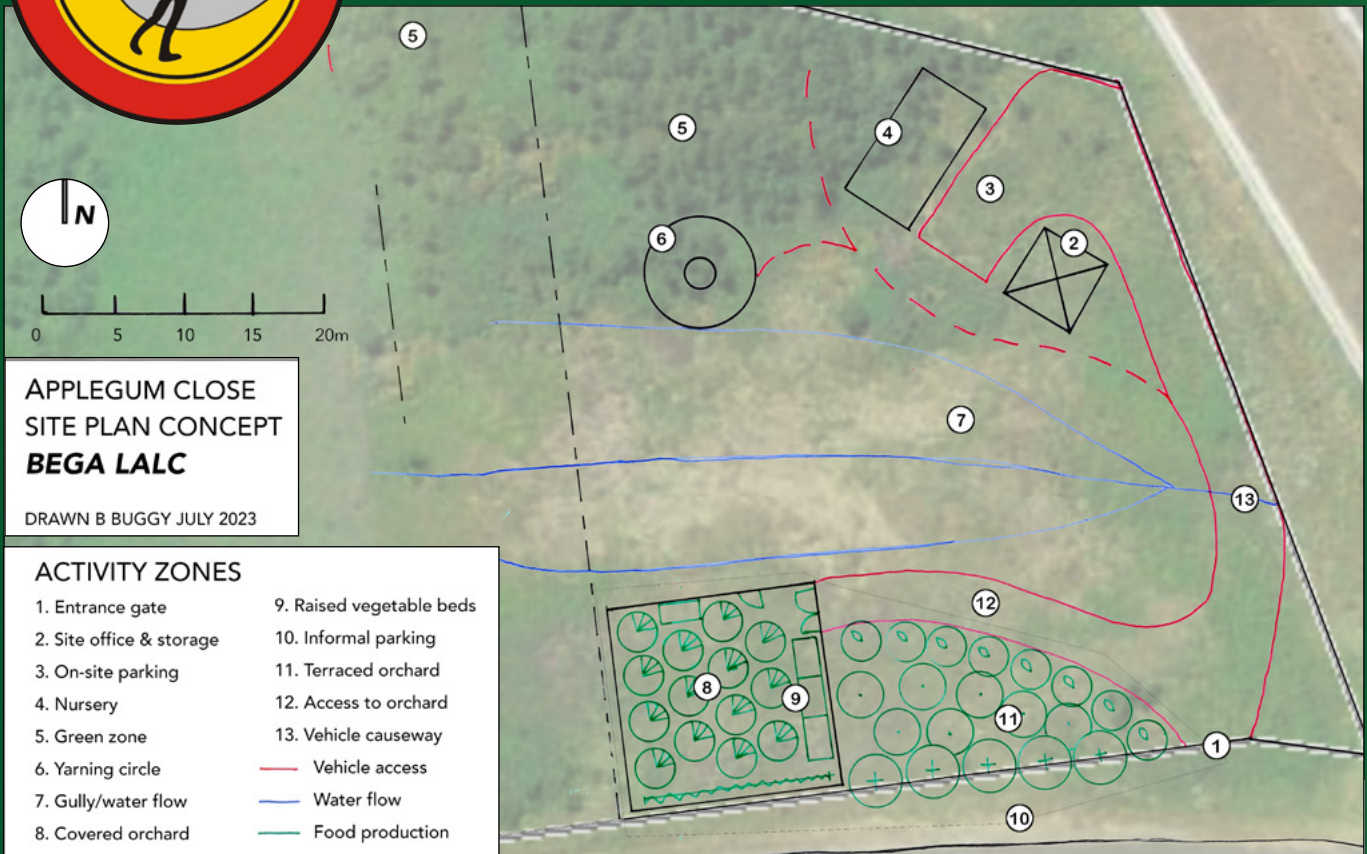 5
5
4
3
N
6
2
0 5 10 15 20m
APPLEGUM CLOSE
SITE PLAN CONCEPT
BEGA LALC
DRAWN B BUGGY JULY 2023
7
13
12
8
9
11
1
10
ACTIVITY ZONES
1. Entrance gate
2. Site office & storage
3. On-site parking
4. Nursery
5. Green zone
6. Yarning circle
7. Gully/water flow
8. Covered orchard
9. Raised vegetable beds
10. Informal parking
11. Terraced orchard
12. Access to orchard
13. Vehicle causeway
Vehicle access
Water flow
Food production